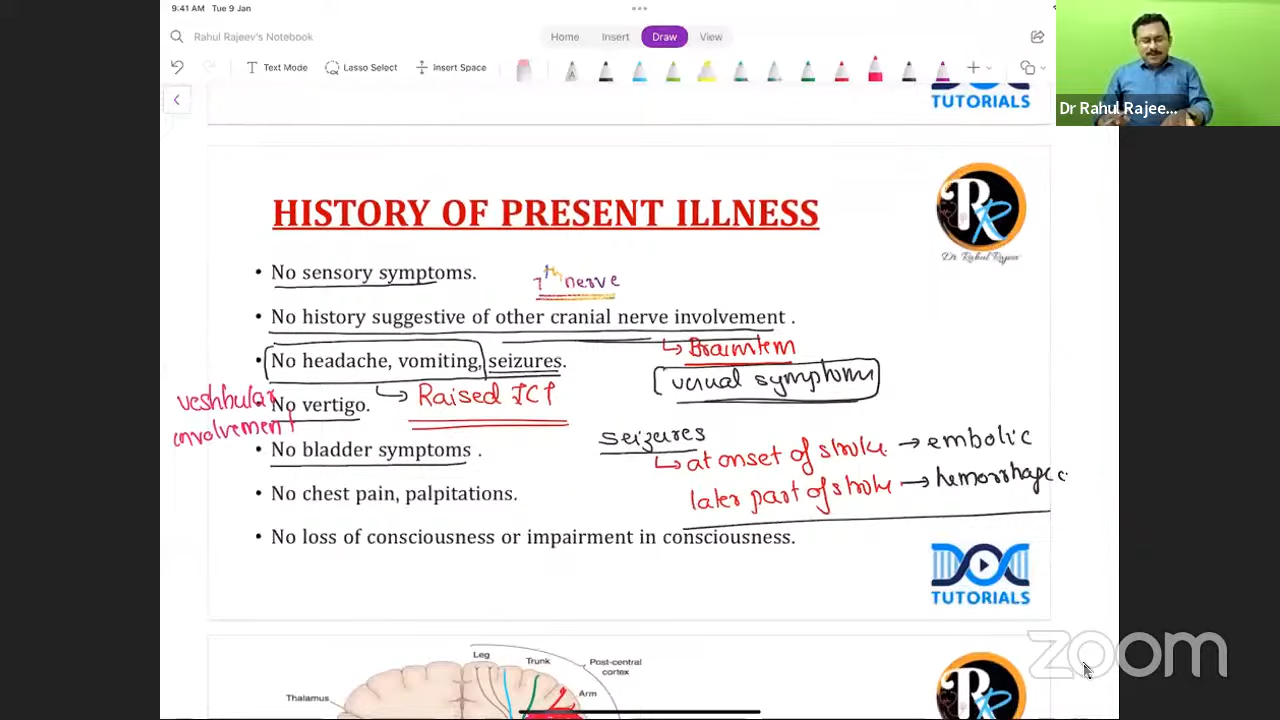 9:41 AM Tue 9 Jan
Rahul Rajeev's Notebook
Home Insert Draw View
Text Mode Lasso Select Insert Space
TUTORIALS
Dr Rahul Rajee...
HISTORY OF PRESENT ILLNESS
Dr Rahul Rajeev
• No sensory symptoms.
7th nerve
• No history suggestive of other cranial nerve involvement .
Brainstem
• No headache, vomiting, seizures.
symptoms
Raised ICP
• No vertigo.
involvement
seizures
at onset of stroke → embolic
• No bladder symptoms .
later part of stroke → hemorrhagic
• No chest pain, palpitations.
• No loss of consciousness or impairment in consciousness.
TUTORIALS
zoom
Leg
Trunk
Post-central
cortex
Arm
Thalamus